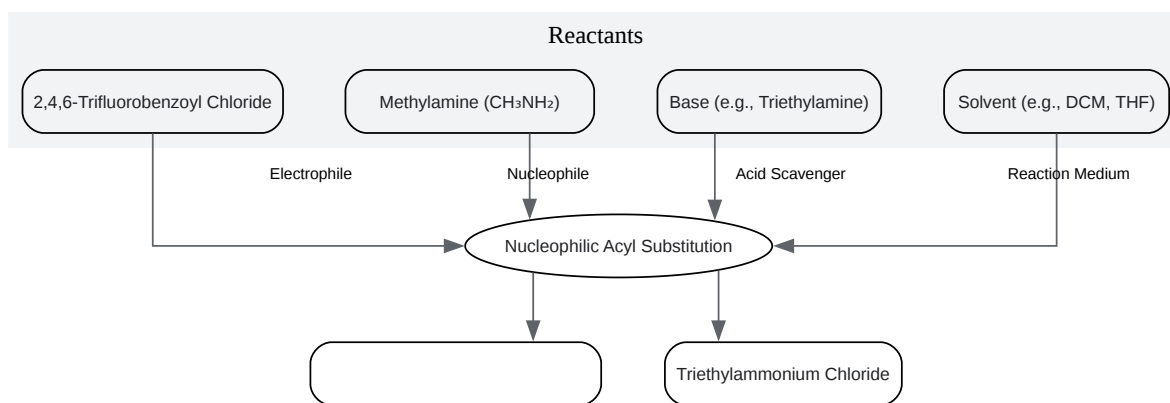 Reactants
2,4,6-Trifluorobenzoyl Chloride
Methylamine (CH₃NH₂)
Base (e.g., Triethylamine)
Solvent (e.g., DCM, THF)
Electrophile
Nucleophile
Acid Scavenger
Reaction Medium
Nucleophilic Acyl Substitution
Triethylammonium Chloride